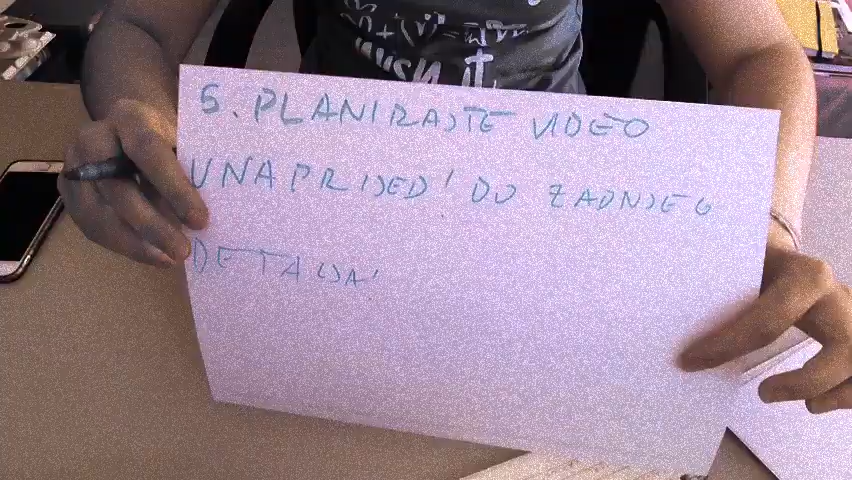 5. PLANIRAJTE VIDEO
UNAPRIJED / DO ZADNJEG
DETALJA /